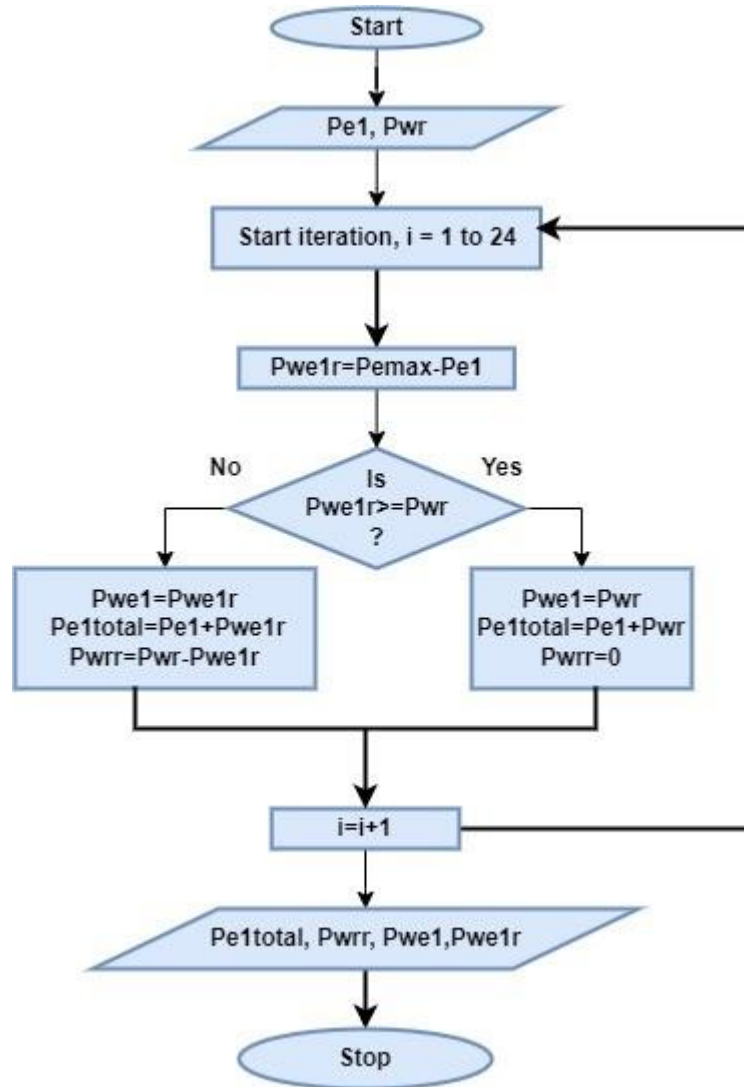 Start
Pe1, Pwr
Start iteration, i = 1 to 24
Pwe1r=Pemax-Pe1
No
Yes
Is
Pwe1r>=Pwr
?
Pwe1=Pwe1r
Pe1total=Pe1+Pwe1r
Pwrr=Pwr-Pwe1r
Pwe1=Pwr
Pe1total=Pe1+Pwr
Pwrr=0
i=i+1
Pe1total, Pwrr, Pwe1,Pwe1r
Stop